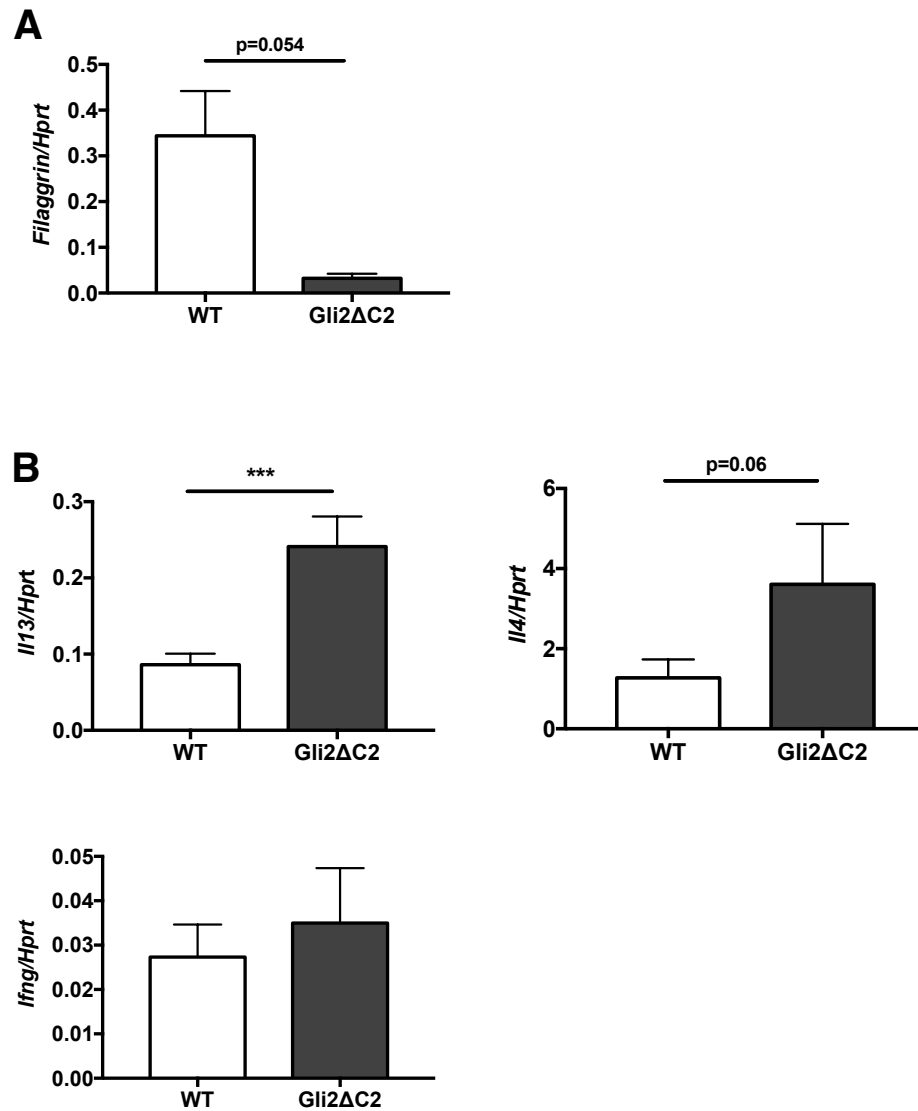 A
p=0.054
Filaggrin/Hprt
0.5
0.4
0.3
0.2
0.1
0.0
WT Gli2ΔC2
B
***
Il13/Hprt
0.3
0.2
0.1
0.0
WT Gli2ΔC2
p=0.06
Il4/Hprt
6
4
2
0
WT Gli2ΔC2
Ifng/Hprt
0.05
0.04
0.03
0.02
0.01
0.00
WT Gli2ΔC2